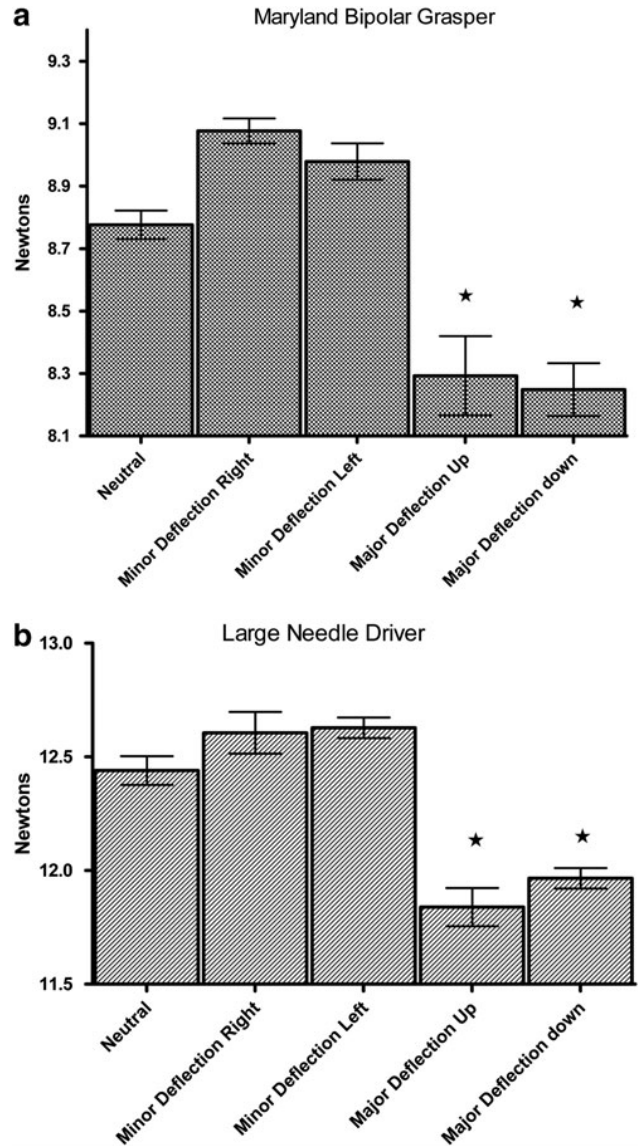 a
Maryland Bipolar Grasper
Newtons
9.3
9.1
8.9
8.7
8.5
8.3
8.1
★
★
Neutral
Minor Deflection Right
Minor Deflection Left
Major Deflection Up
Major Deflection down
b
Large Needle Driver
Newtons
13.0
12.5
12.0
11.5
★
★
Neutral
Minor Deflection Right
Minor Deflection Left
Major Deflection Up
Major Deflection down